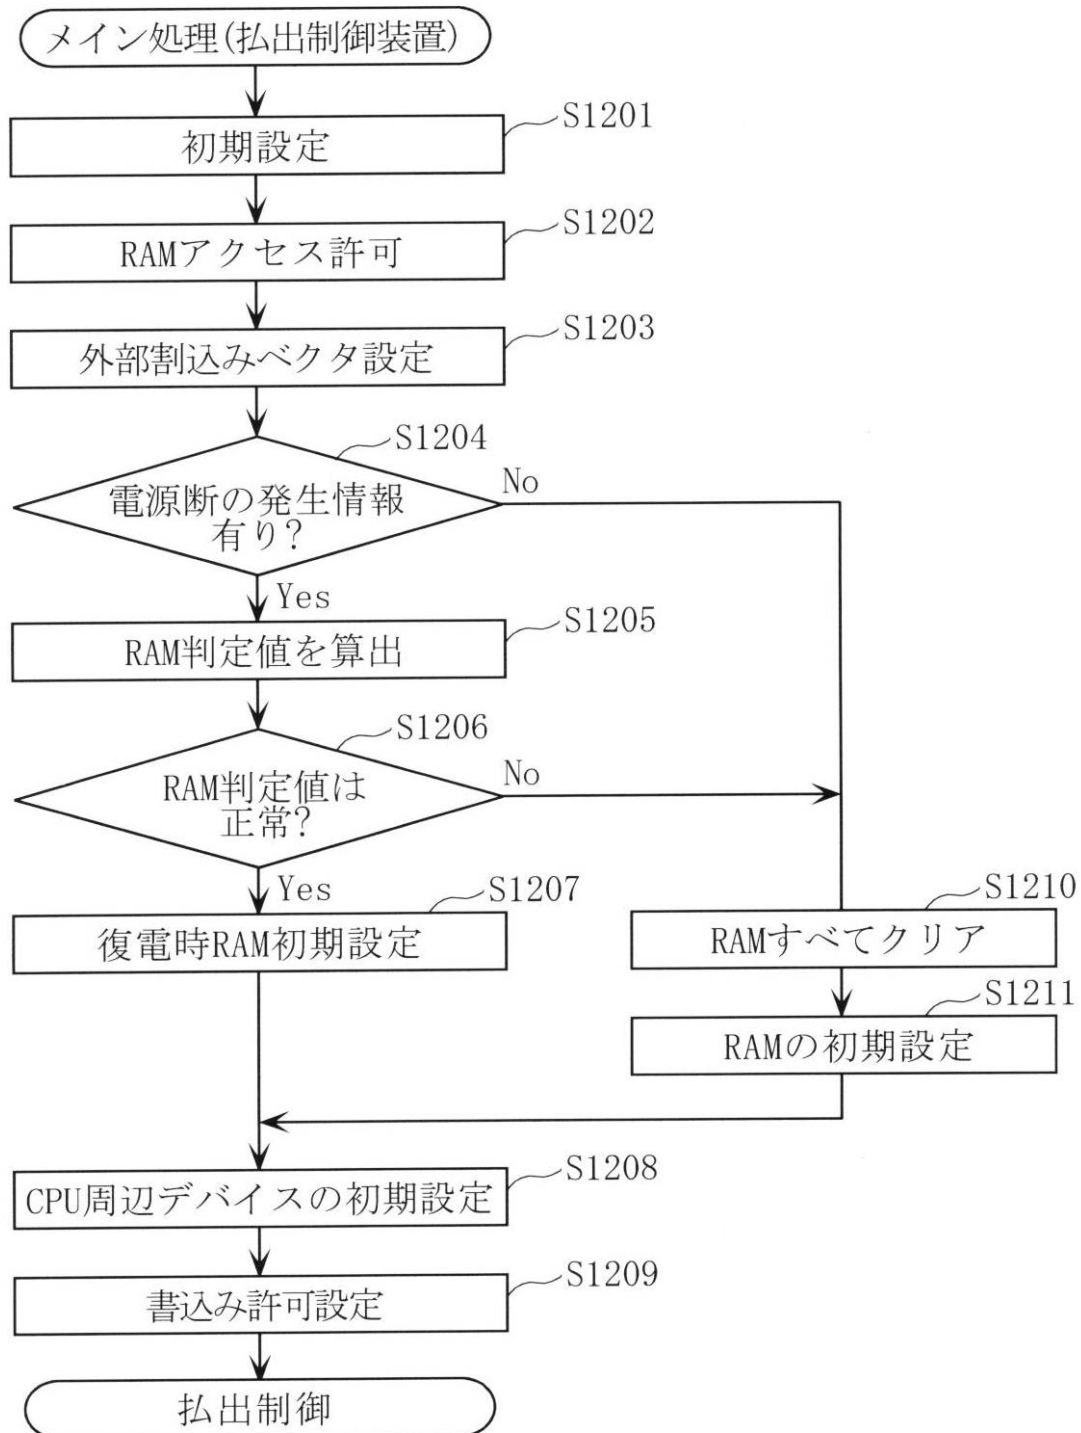 メイン処理(払出制御装置)
S1201
初期設定
S1202
RAMアクセス許可
S1203
外部割込みベクタ設定
S1204
電源断の発生情報
有り?
No
Yes
S1205
RAM判定値を算出
S1206
RAM判定値は
正常?
No
Yes
S1207
復電時RAM初期設定
S1210
RAMすべてクリア
S1211
RAMの初期設定
S1208
CPU周辺デバイスの初期設定
S1209
書込み許可設定
払出制御